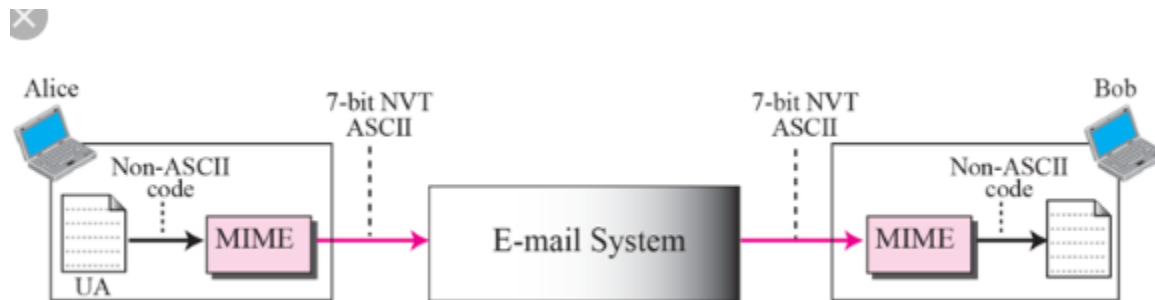 Alice
7-bit NVT
ASCII
7-bit NVT
ASCII
Bob
Non-ASCII
code
MIME
UA
E-mail System
Non-ASCII
code
MIME